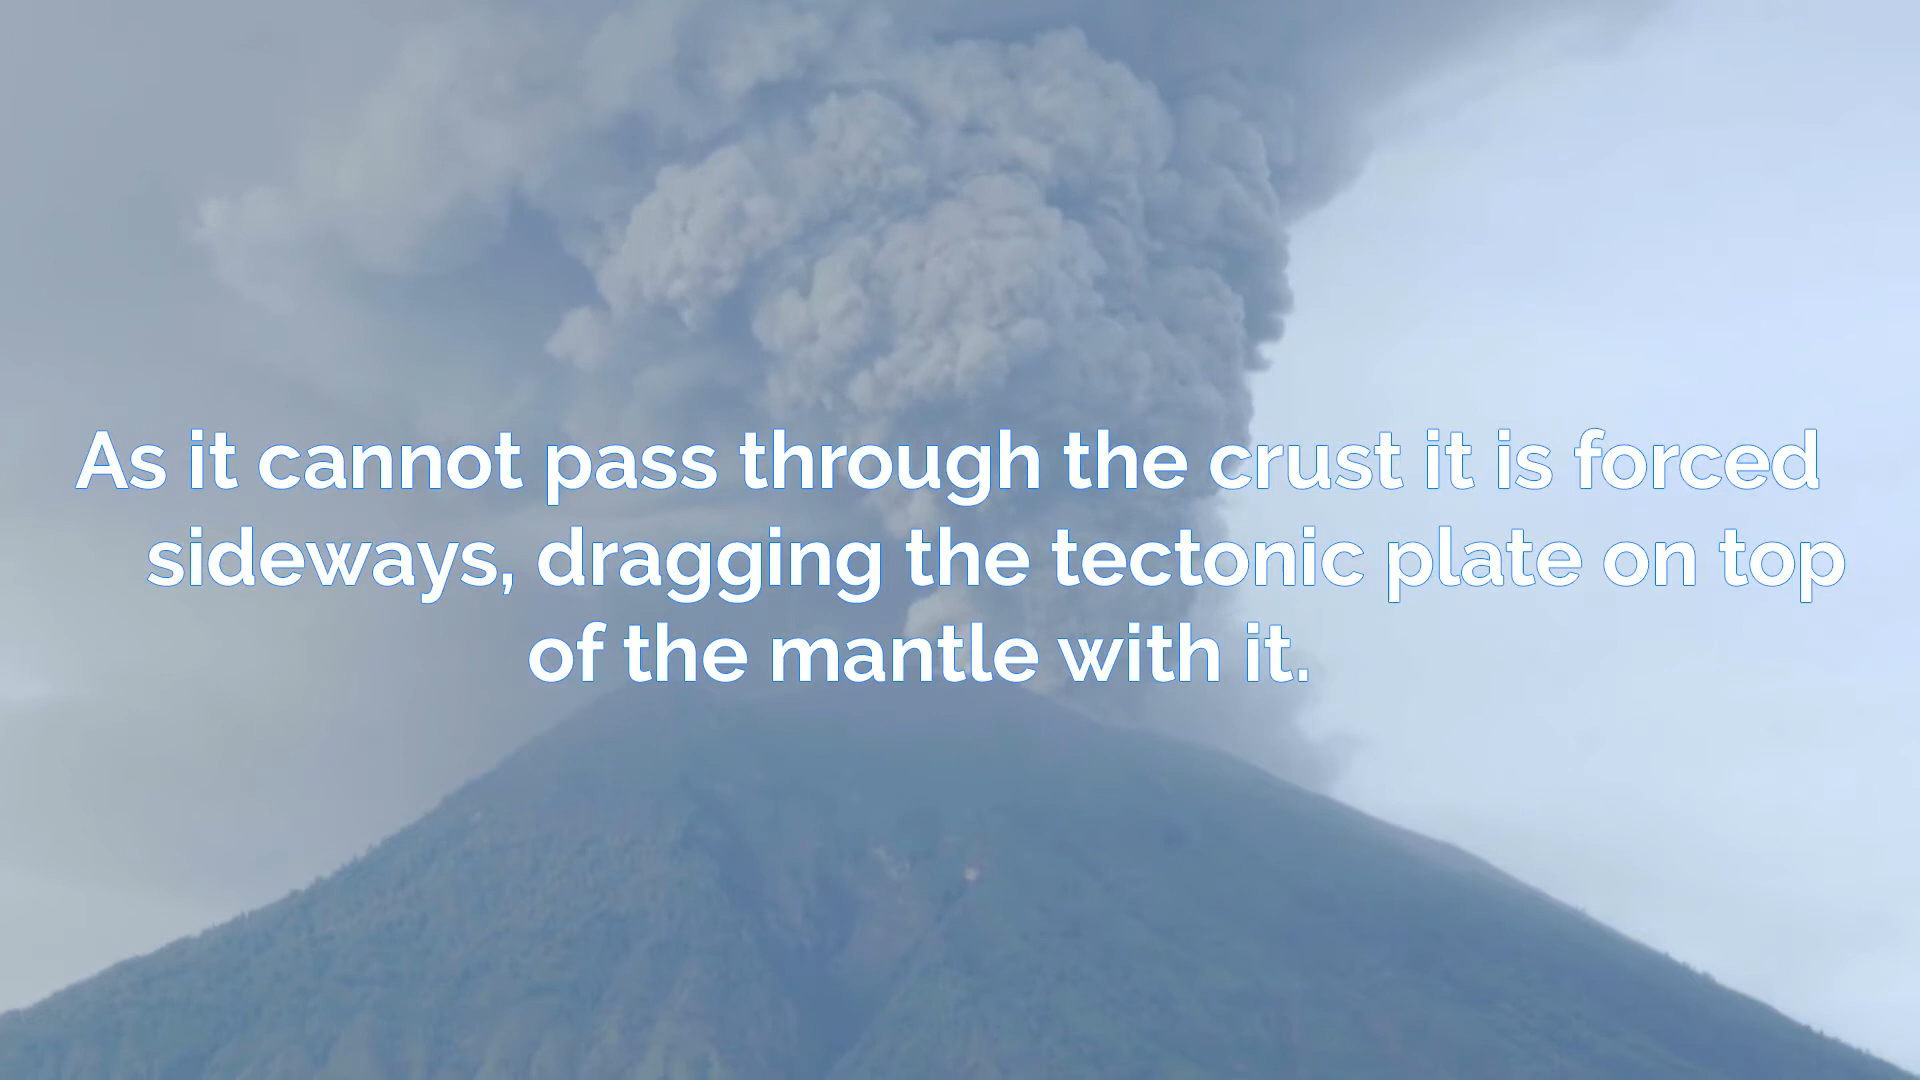 As it cannot pass through the crust it is forced
sideways, dragging the tectonic plate on top
of the mantle with it.